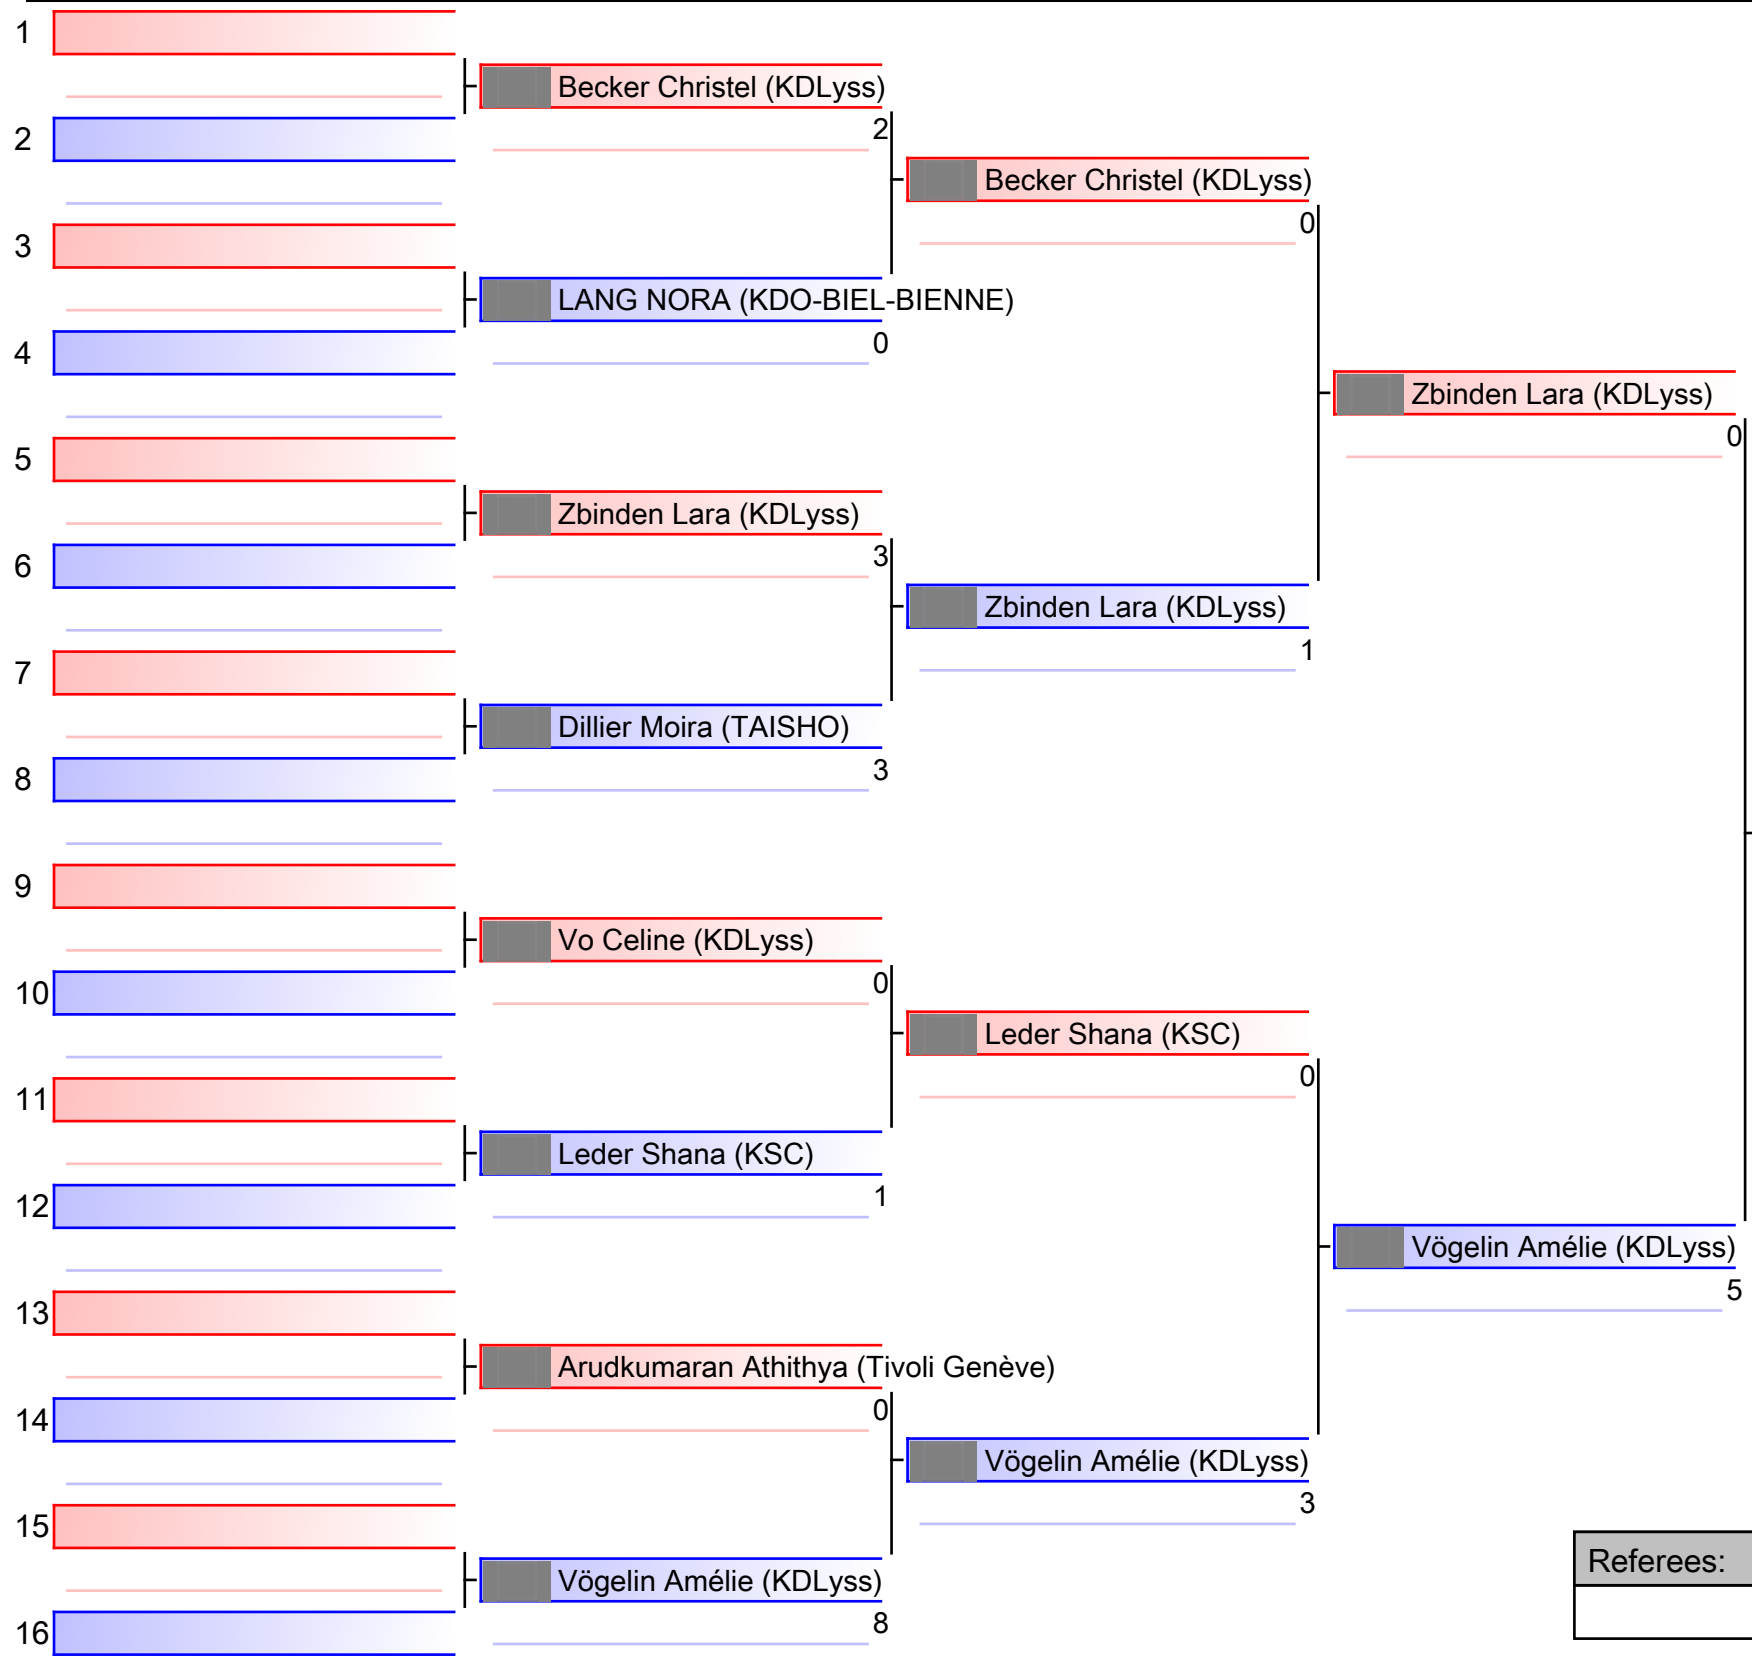 1
Becker Christel (KDLyss)
2
2
Becker Christel (KDLyss)
0
3
LANG NORA (KDO-BIEL-BIENNE)
0
4
Zbinden Lara (KDLyss)
0
5
Zbinden Lara (KDLyss)
3
6
Zbinden Lara (KDLyss)
1
7
Dillier Moira (TAISHO)
3
8
9
Vo Celine (KDLyss)
0
10
Leder Shana (KSC)
0
11
Leder Shana (KSC)
1
12
Vögelin Amélie (KDLyss)
5
13
Arudkumaran Athithya (Tivoli Genève)
0
14
Vögelin Amélie (KDLyss)
3
15
Vögelin Amélie (KDLyss)
8
16
Referees: